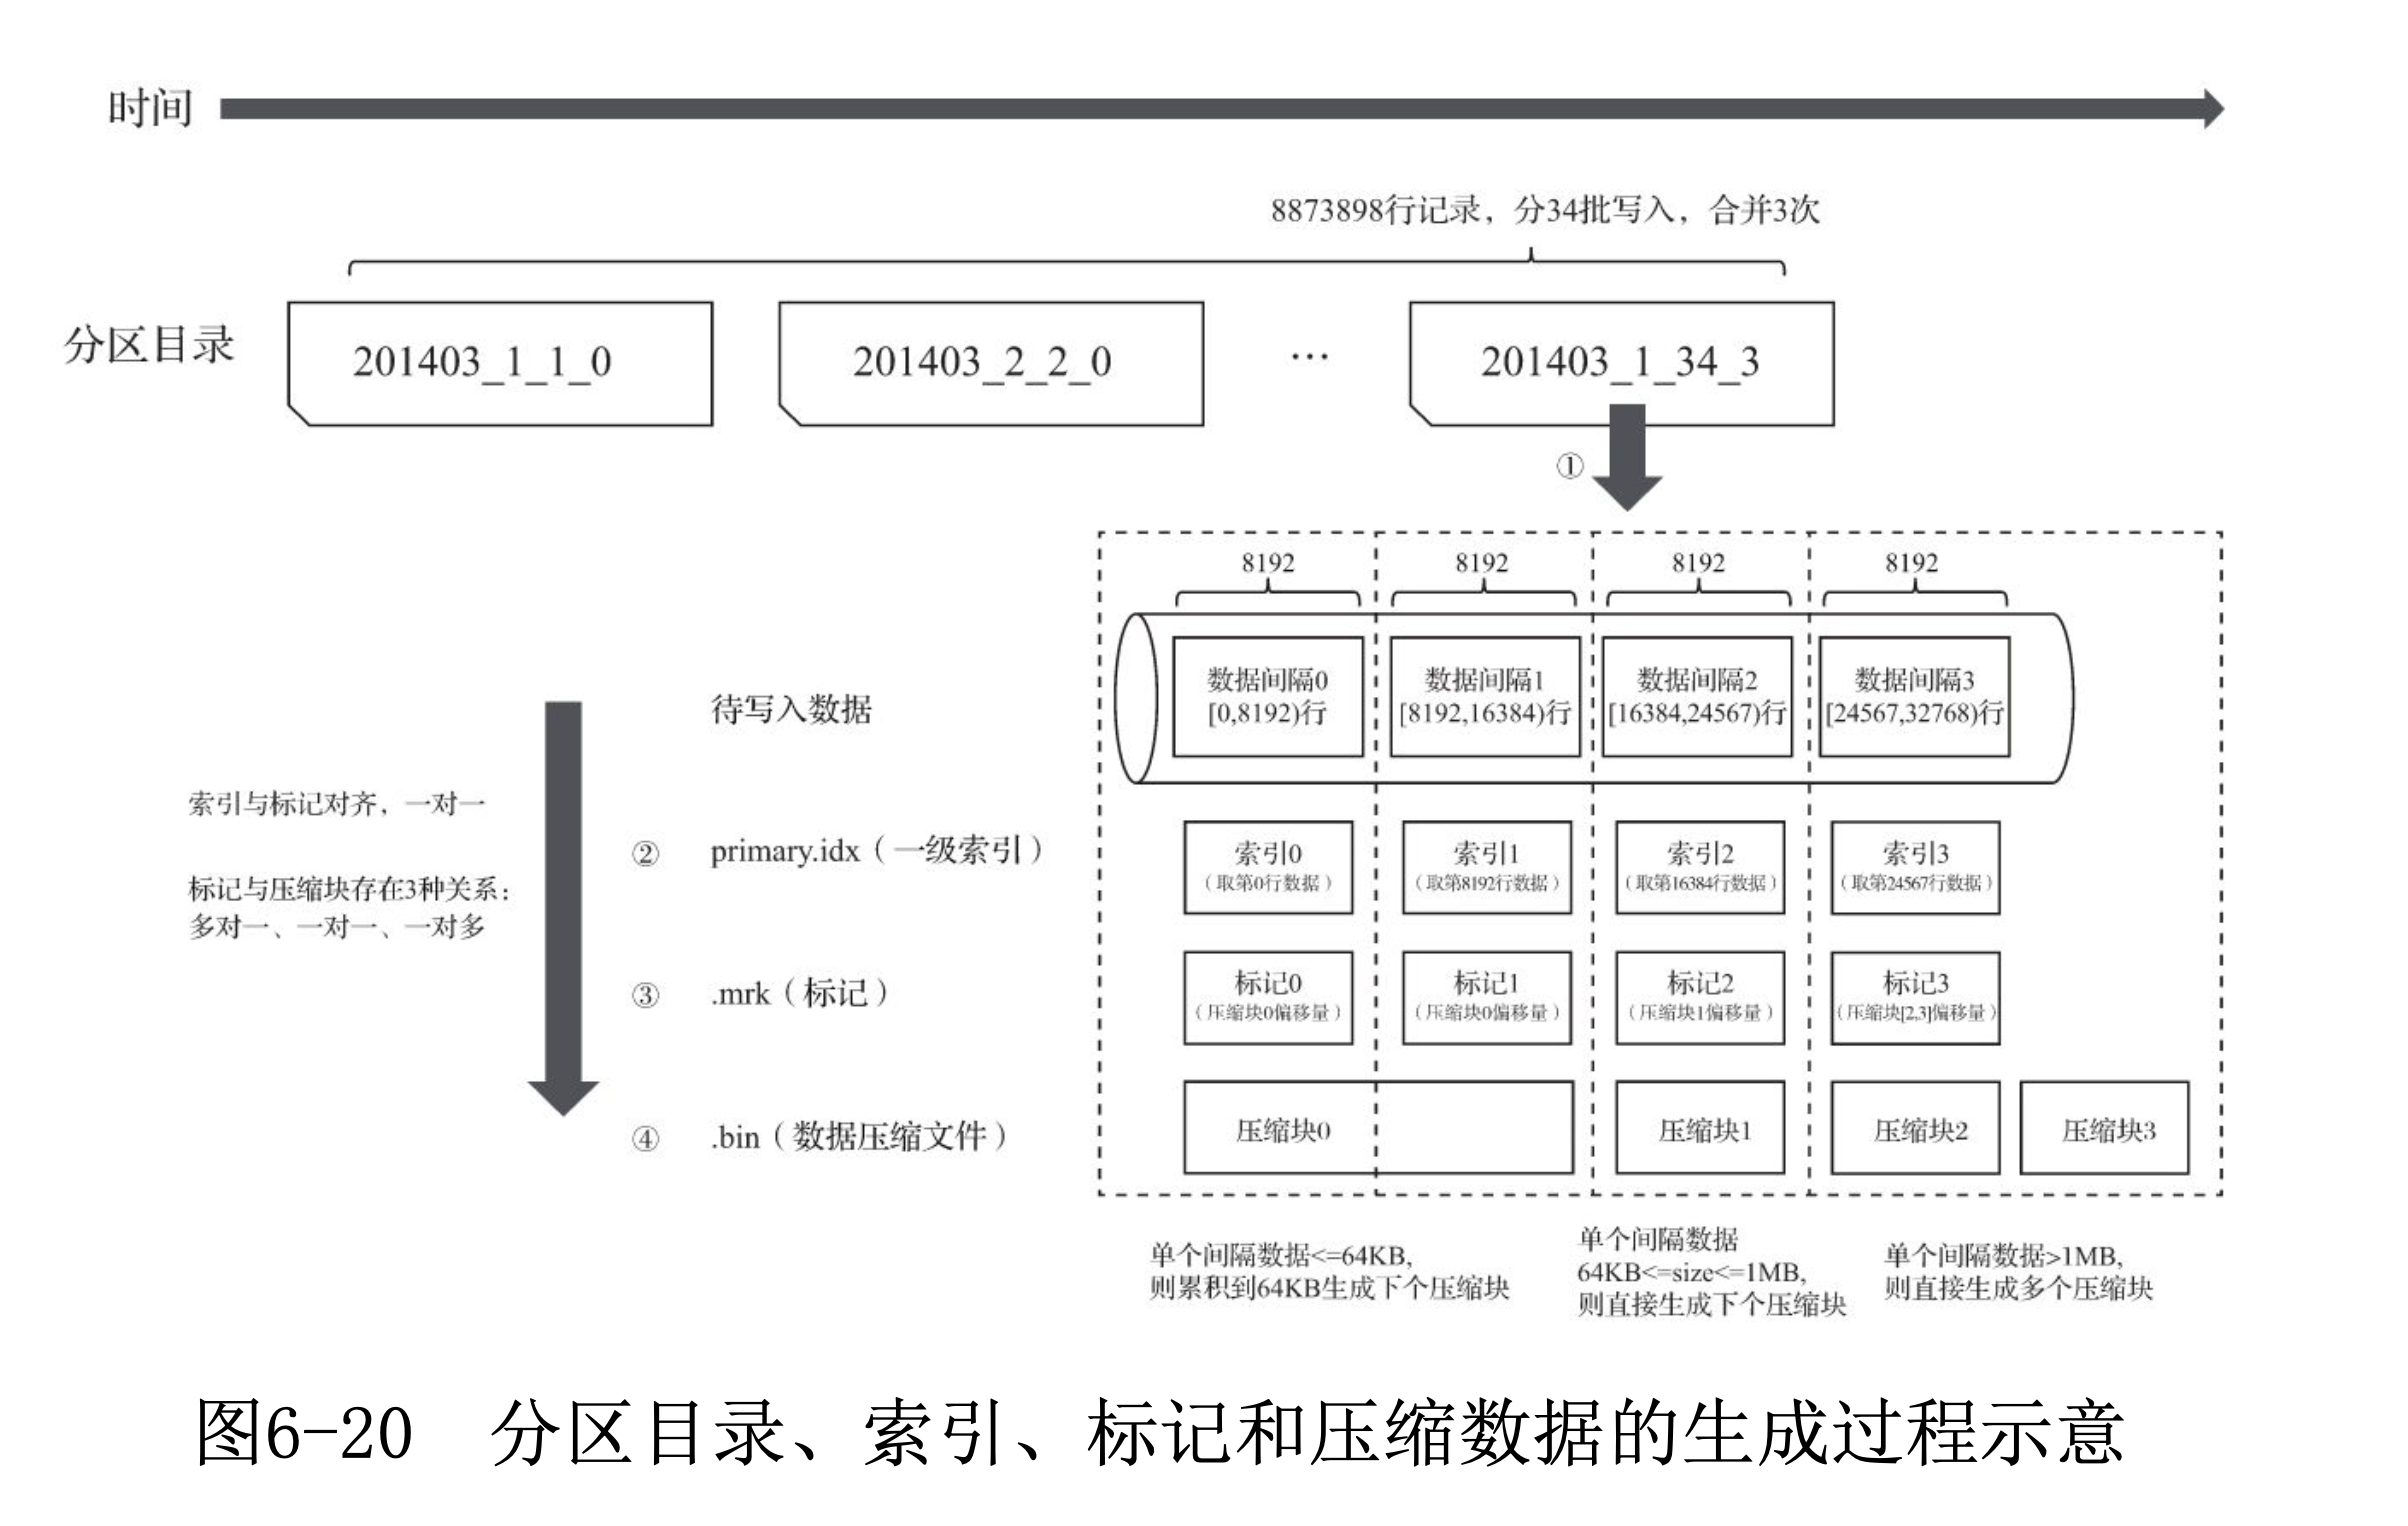 时间
8873898行记录，分34批写入，合并3次
分区目录
201403_1_1_0
201403_2_2_0
...
201403_1_34_3
①
8192
8192
8192
8192
待写入数据
数据间隔0
[0,8192)行
数据间隔1
[8192,16384)行
数据间隔2
[16384,24567)行
数据间隔3
[24567,32768)行
索引与标记对齐，一对一
标记与压缩块存在3种关系：
多对一、一对一、一对多
②
primary.idx（一级索引）
索引0
（取第0行数据）
索引1
（取第8192行数据）
索引2
（取第16384行数据）
索引3
（取第24567行数据）
③
.mrk（标记）
标记0
（压缩块0偏移量）
标记1
（压缩块0偏移量）
标记2
（压缩块1偏移量）
标记3
（压缩块[2,3]偏移量）
④
.bin（数据压缩文件）
压缩块0
压缩块1
压缩块2
压缩块3
单个间隔数据<=64KB,
则累积到64KB生成下个压缩块
单个间隔数据
64KB<=size<=1MB,
则直接生成下个压缩块
单个间隔数据>1MB,
则直接生成多个压缩块
图6-20 分区目录、索引、标记和压缩数据的生成过程示意